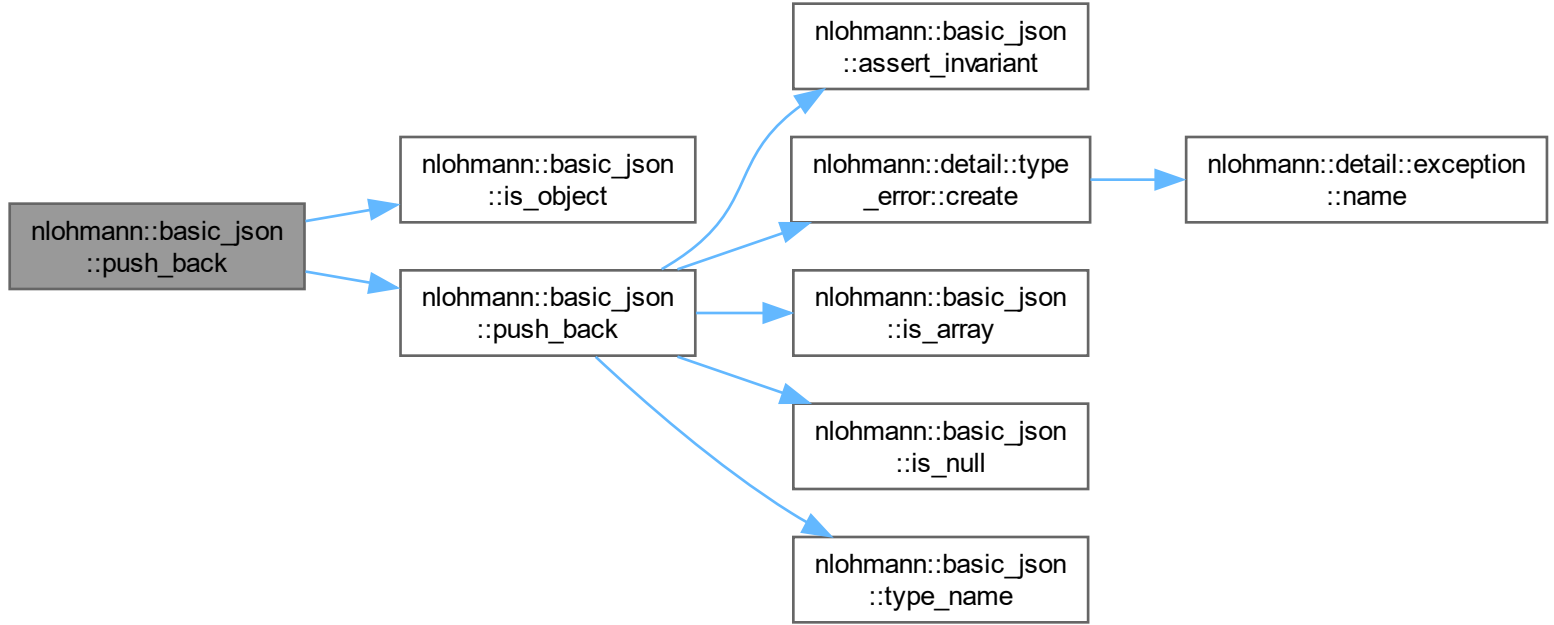 nlohmann::basic_json
::push_back
nlohmann::basic_json
::is_object
nlohmann::basic_json
::push_back
nlohmann::basic_json
::assert_invariant
nlohmann::detail::type
_error::create
nlohmann::detail::exception
::name
nlohmann::basic_json
::is_array
nlohmann::basic_json
::is_null
nlohmann::basic_json
::type_name